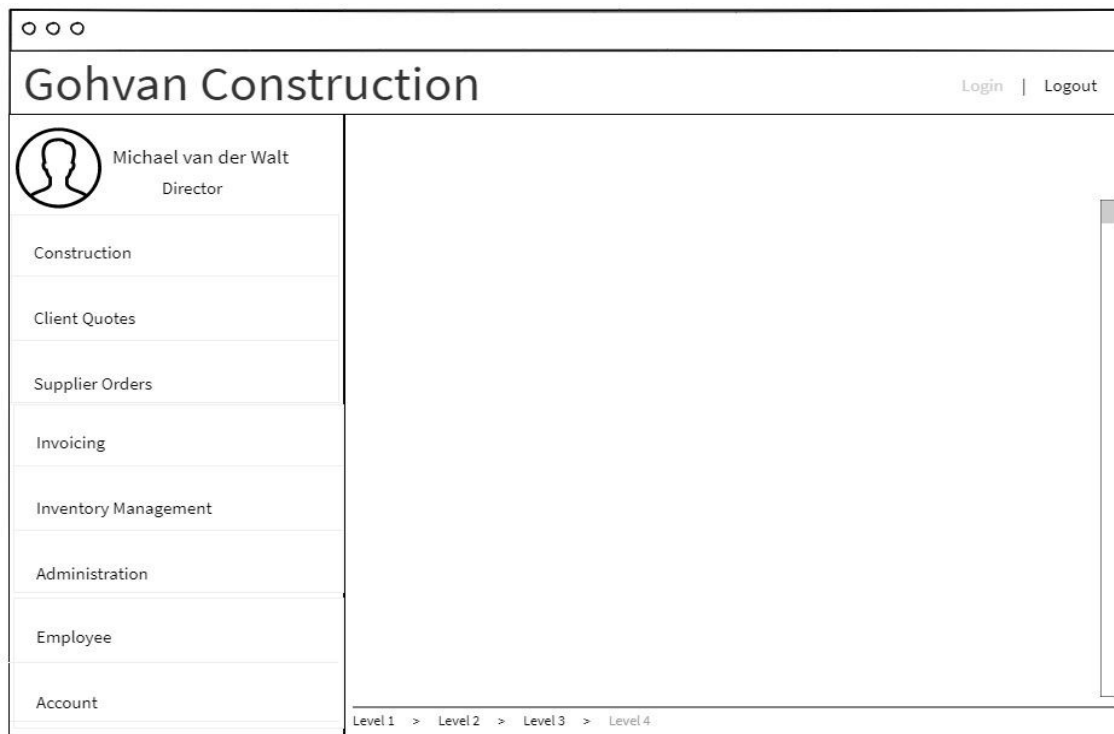 Gohvan Construction
Login | Logout
Michael van der Walt
Director
Construction
Client Quotes
Supplier Orders
Invoicing
Inventory Management
Administration
Employee
Account
Level 1 > Level 2 > Level 3 > Level 4